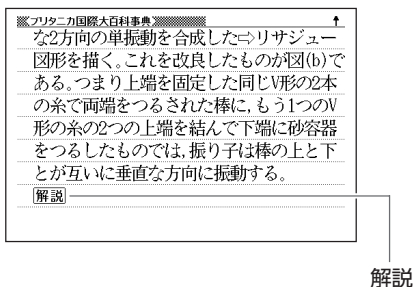 ブリタニカ国際大百科事典
な2方向の単振動を合成した⇨リサジュー
図形を描く。これを改良したものが図(b)で
ある。つまり上端を固定した同じV形の2本
の糸で両端をつるされた棒に,もう1つのV
形の糸の2つの上端を結んで下端に砂容器
をつるしたものでは,振り子は棒の上と下
とが互いに垂直な方向に振動する。
解説
解説